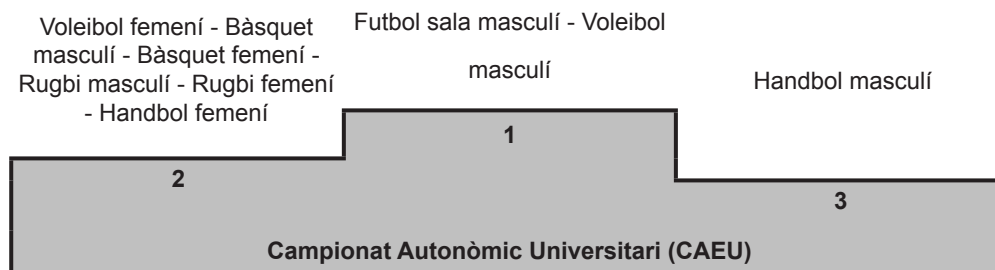 Voleibol femení - Bàsquet
masculí - Bàsquet femení -
Rugbi masculí - Rugbi femení
- Handbol femení
Futbol sala masculí - Voleibol
masculí
Handbol masculí
1
2
3
Campionat Autonòmic Universitari (CAEU)